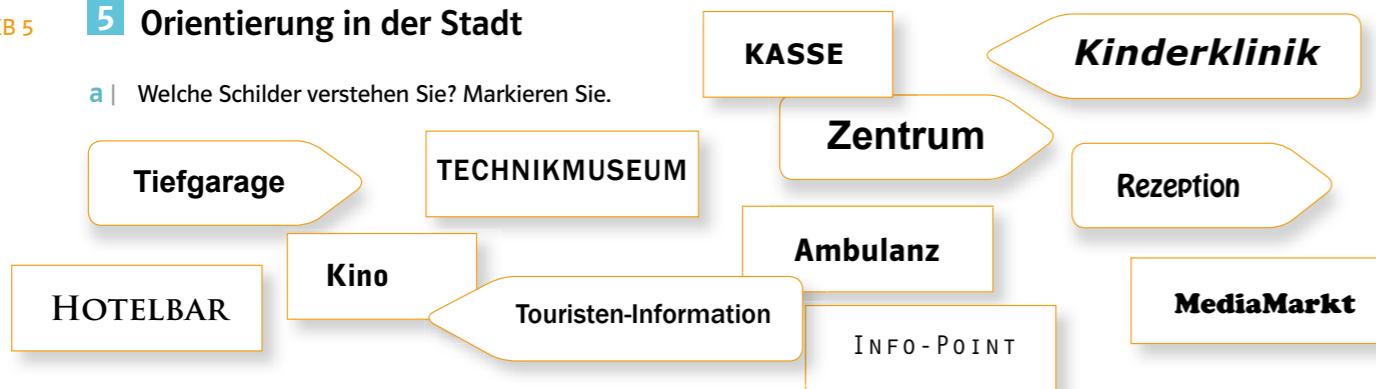 KB 5
5 Orientierung in der Stadt
a | Welche Schilder verstehen Sie? Markieren Sie.
KASSE
Kinderklinik
Zentrum
Tiefgarage
TECHNIKMUSEUM
Rezeption
Ambulanz
Kino
HOTELBAR
Touristen-Information
MediaMarkt
INFO-POINT